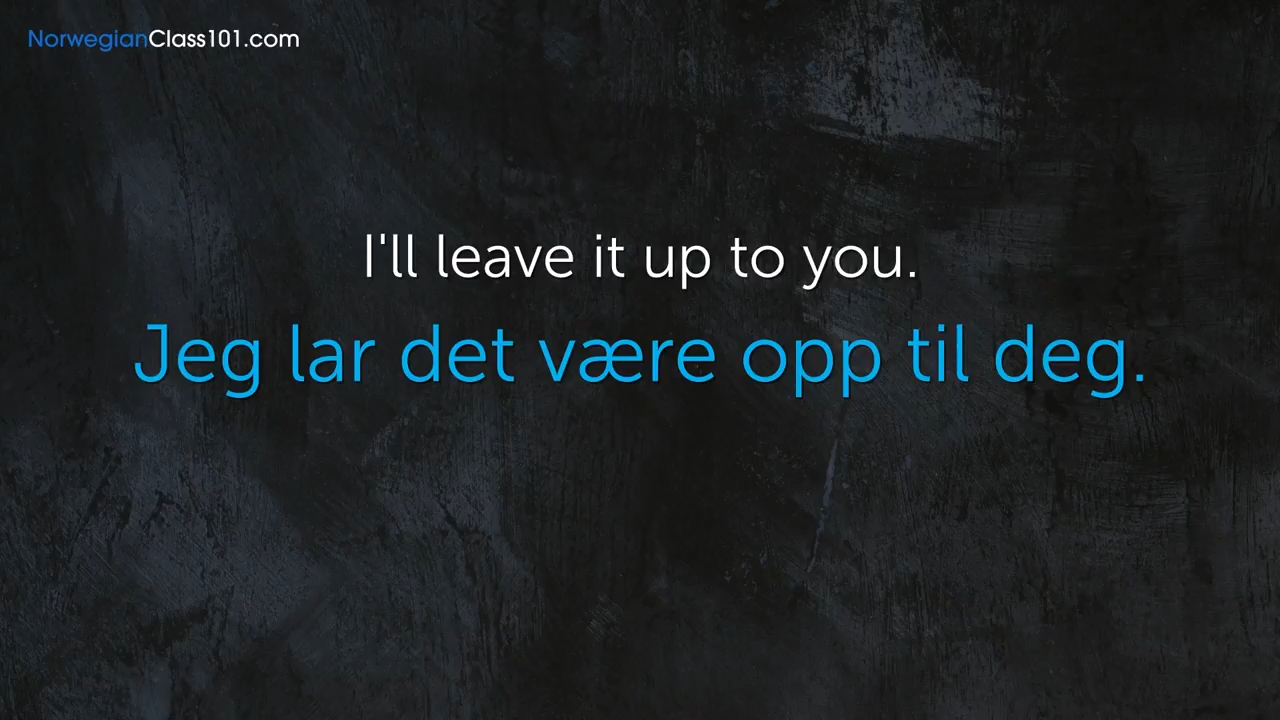 NorwegianClass101.com
I'll leave it up to you.
Jeg lar det være opp til deg.